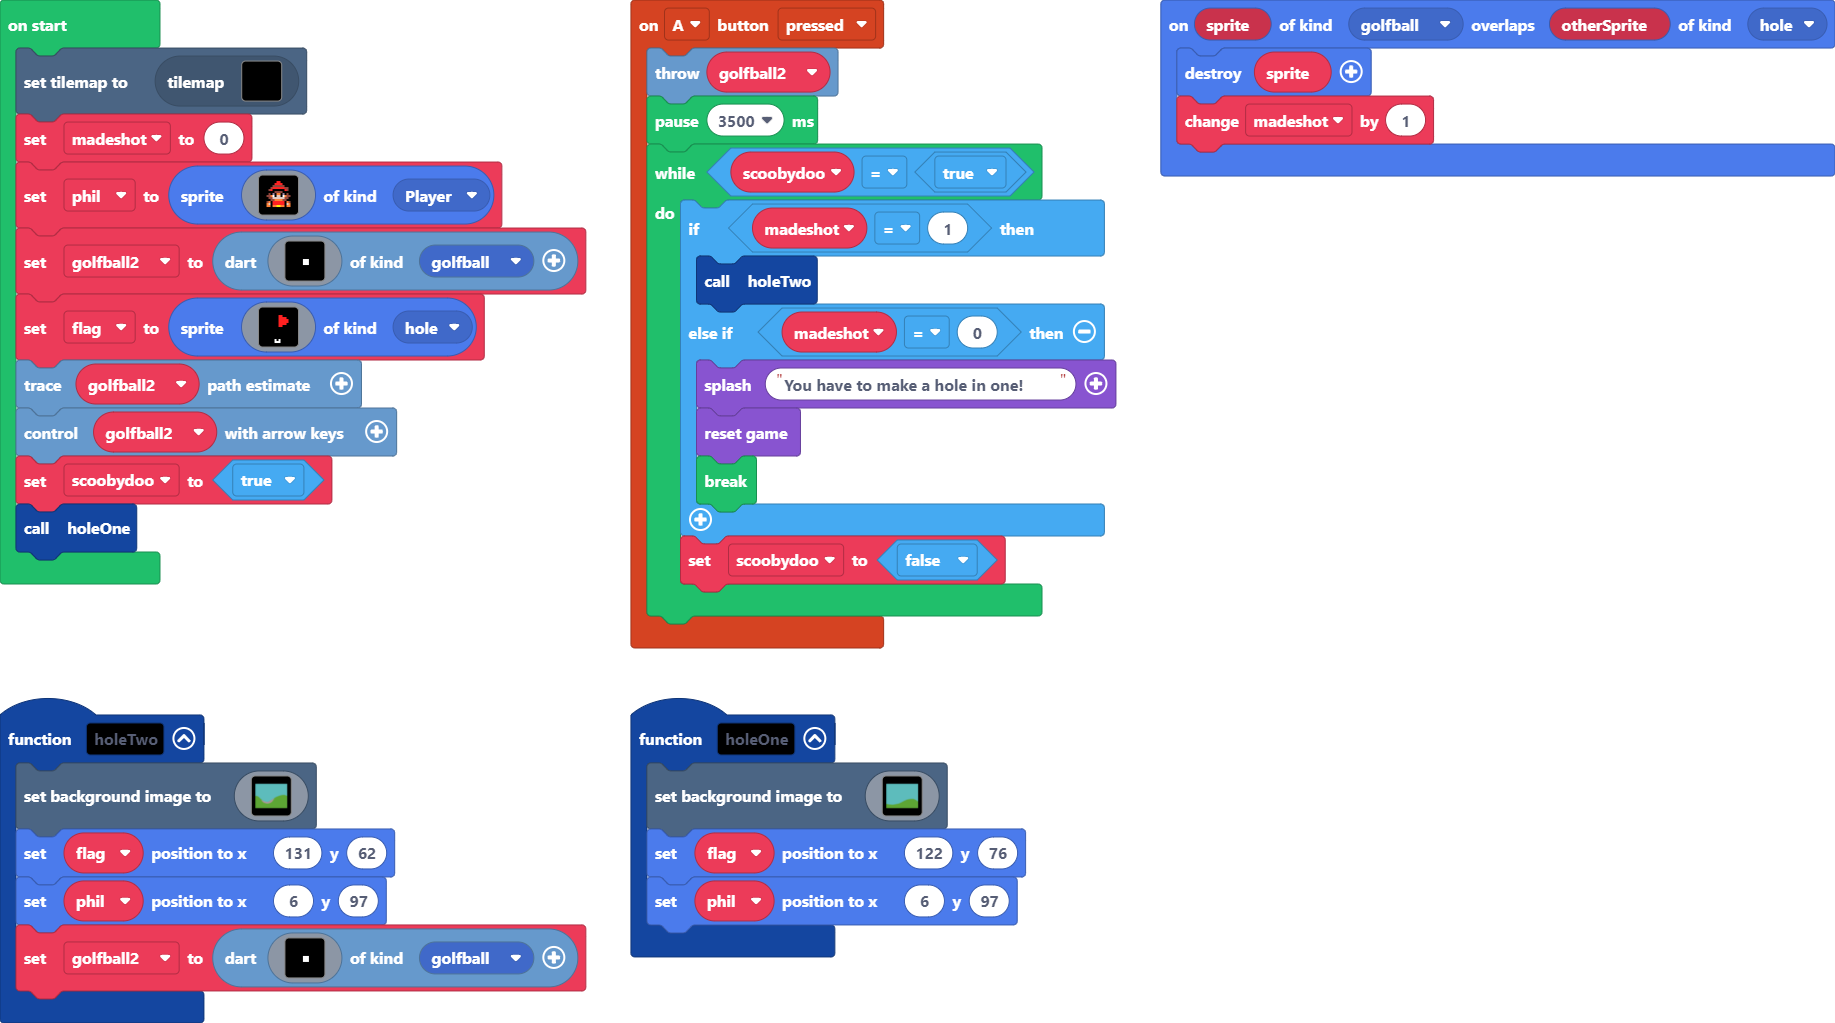 on start
set tilemap to tilemap
set madeshot to 0
set phil to sprite of kind Player
set golfball2 to dart of kind golfball
set flag to sprite of kind hole
trace golfball2 path estimate
control golfball2 with arrow keys
set scoobydoo to true
call holeOne
on A button pressed
throw golfball2
pause 3500 ms
while scoobydoo = true
do
if madeshot = 1 then
call holeTwo
else if madeshot = 0 then
splash "You have to make a hole in one! "
reset game
break
set scoobydoo to false
on sprite of kind golfball overlaps otherSprite of kind hole
destroy sprite
change madeshot by 1
function holeTwo
set background image to
set flag position to x 131 y 62
set phil position to x 6 y 97
set golfball2 to dart of kind golfball
function holeOne
set background image to
set flag position to x 122 y 76
set phil position to x 6 y 97